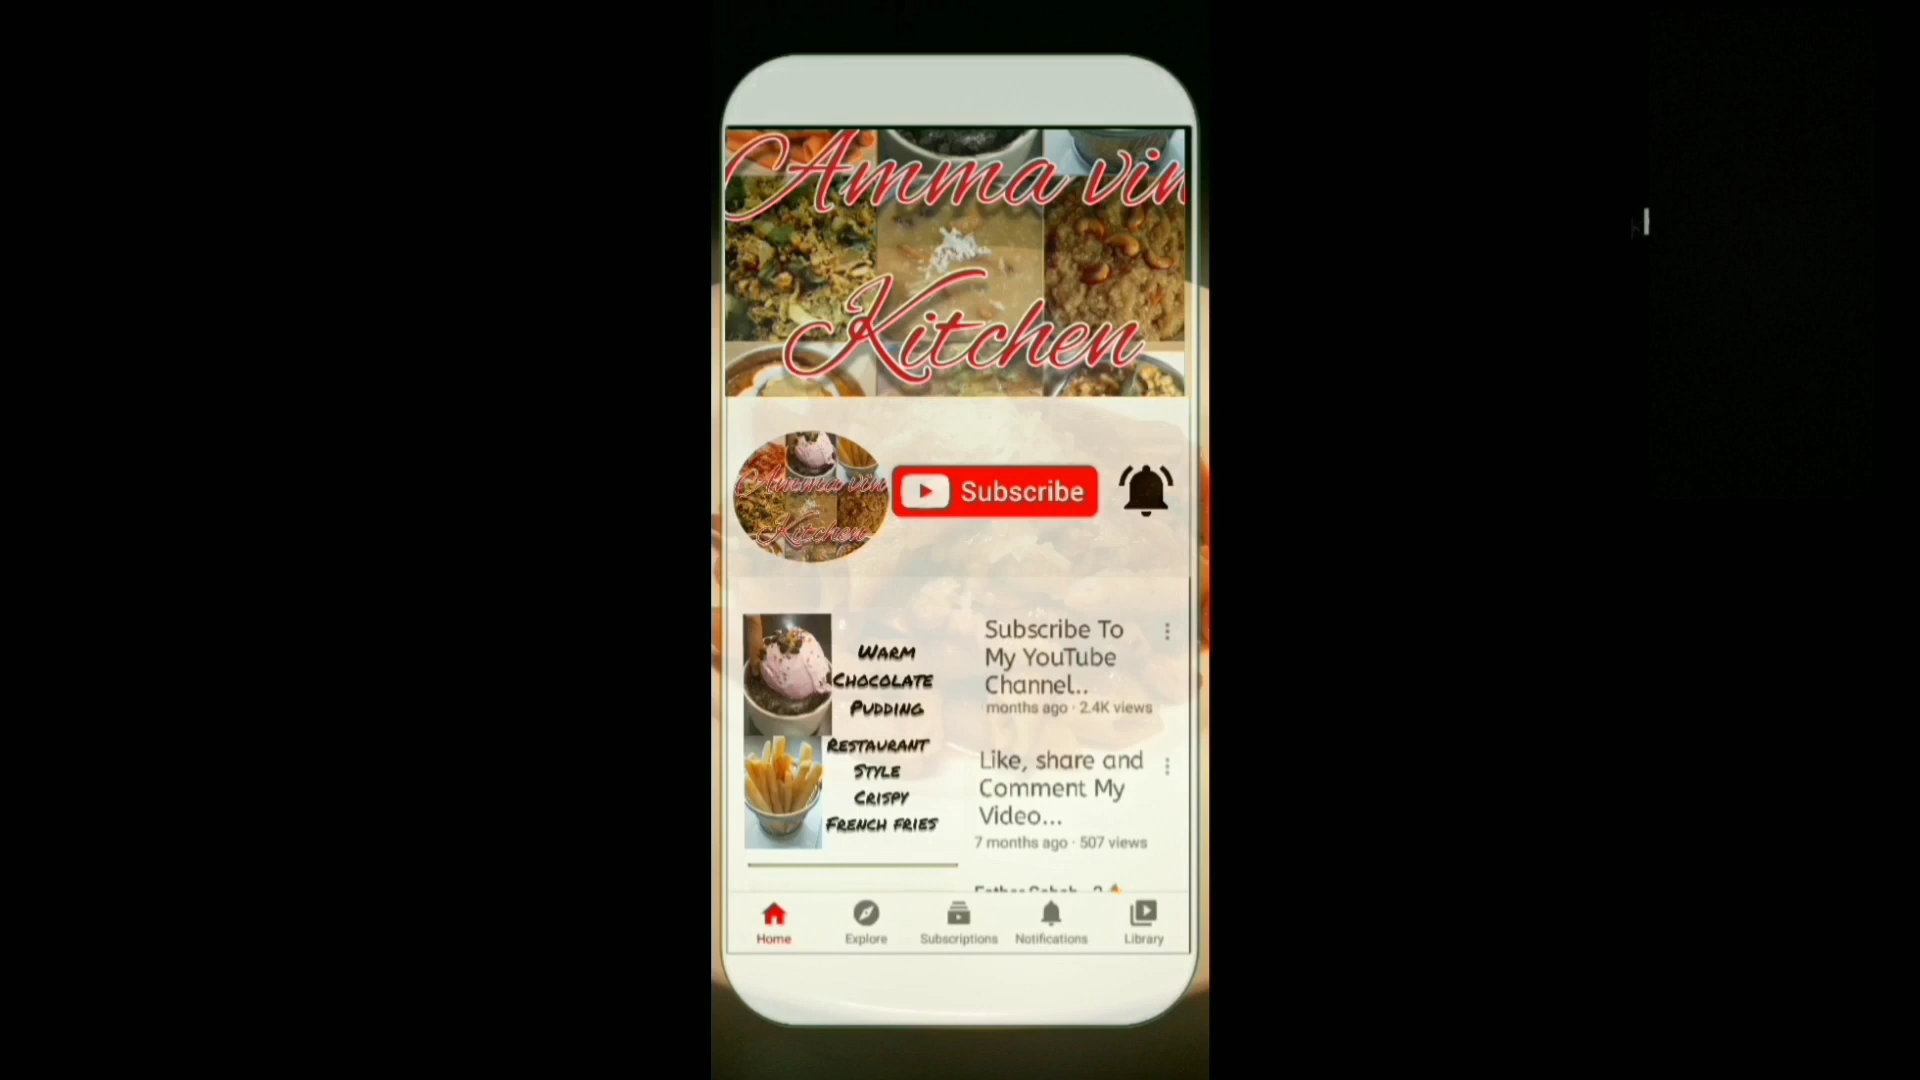 Amma vin
Kitchen
Amma vin
Kitchen
Subscribe
Warm
Chocolate
Pudding
Subscribe To
My YouTube
Channel..
months ago · 2.4K views
Restaurant
Style
Crispy
French fries
Like, share and
Comment My
Video...
7 months ago · 507 views
Home
Explore
Subscriptions
Notifications
Library